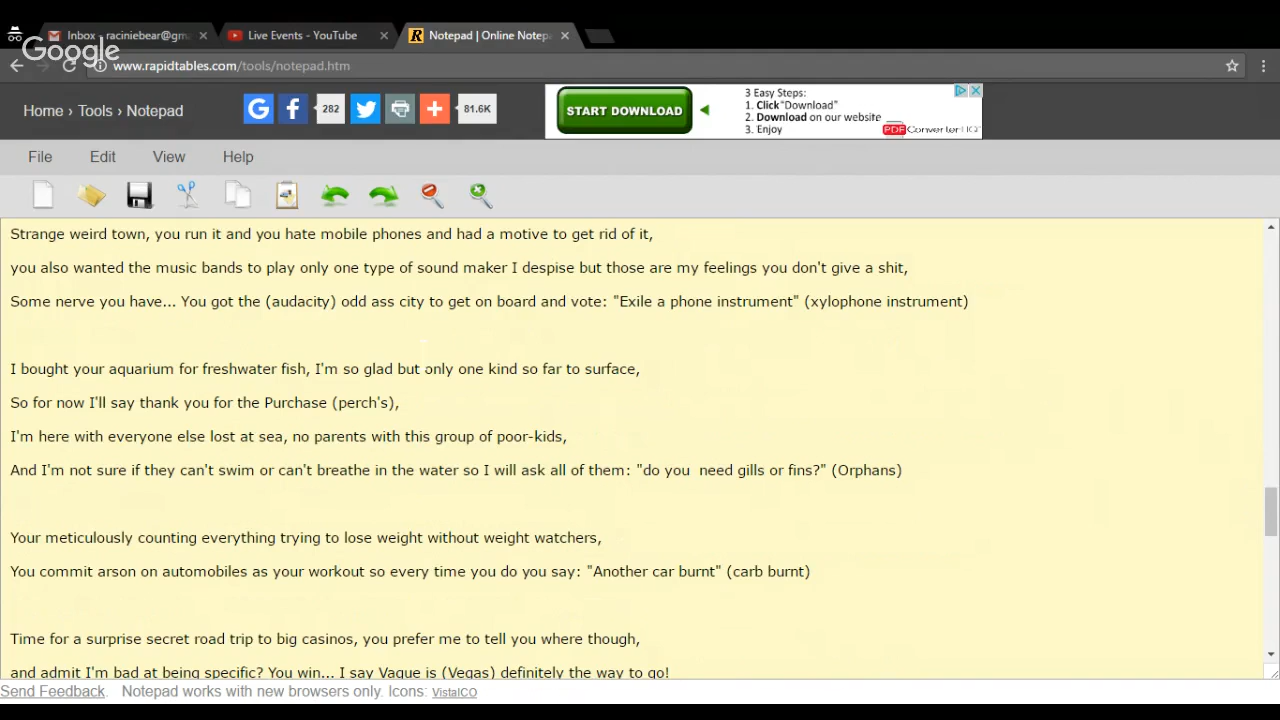 Inbox - raciniebear@gm
Live Events - YouTube
Notepad | Online Notep
Google
www.rapidtables.com/tools/notepad.htm
Home › Tools › Notepad
282
81.6K
START DOWNLOAD
3 Easy Steps:
1. Click "Download"
2. Download on our website
3. Enjoy
PDF ConverterHQ
File Edit View Help
Strange weird town, you run it and you hate mobile phones and had a motive to get rid of it,
you also wanted the music bands to play only one type of sound maker I despise but those are my feelings you don't give a shit,
Some nerve you have... You got the (audacity) odd ass city to get on board and vote: "Exile a phone instrument" (xylophone instrument)
I bought your aquarium for freshwater fish, I'm so glad but only one kind so far to surface,
So for now I'll say thank you for the Purchase (perch's),
I'm here with everyone else lost at sea, no parents with this group of poor-kids,
And I'm not sure if they can't swim or can't breathe in the water so I will ask all of them: "do you  need gills or fins?" (Orphans)
Your meticulously counting everything trying to lose weight without weight watchers,
You commit arson on automobiles as your workout so every time you do you say: "Another car burnt" (carb burnt)
Time for a surprise secret road trip to big casinos, you prefer me to tell you where though,
and admit I'm bad at being specific? You win... I say Vague is (Vegas) definitely the way to go!
Send Feedback. Notepad works with new browsers only. Icons: VistaICO